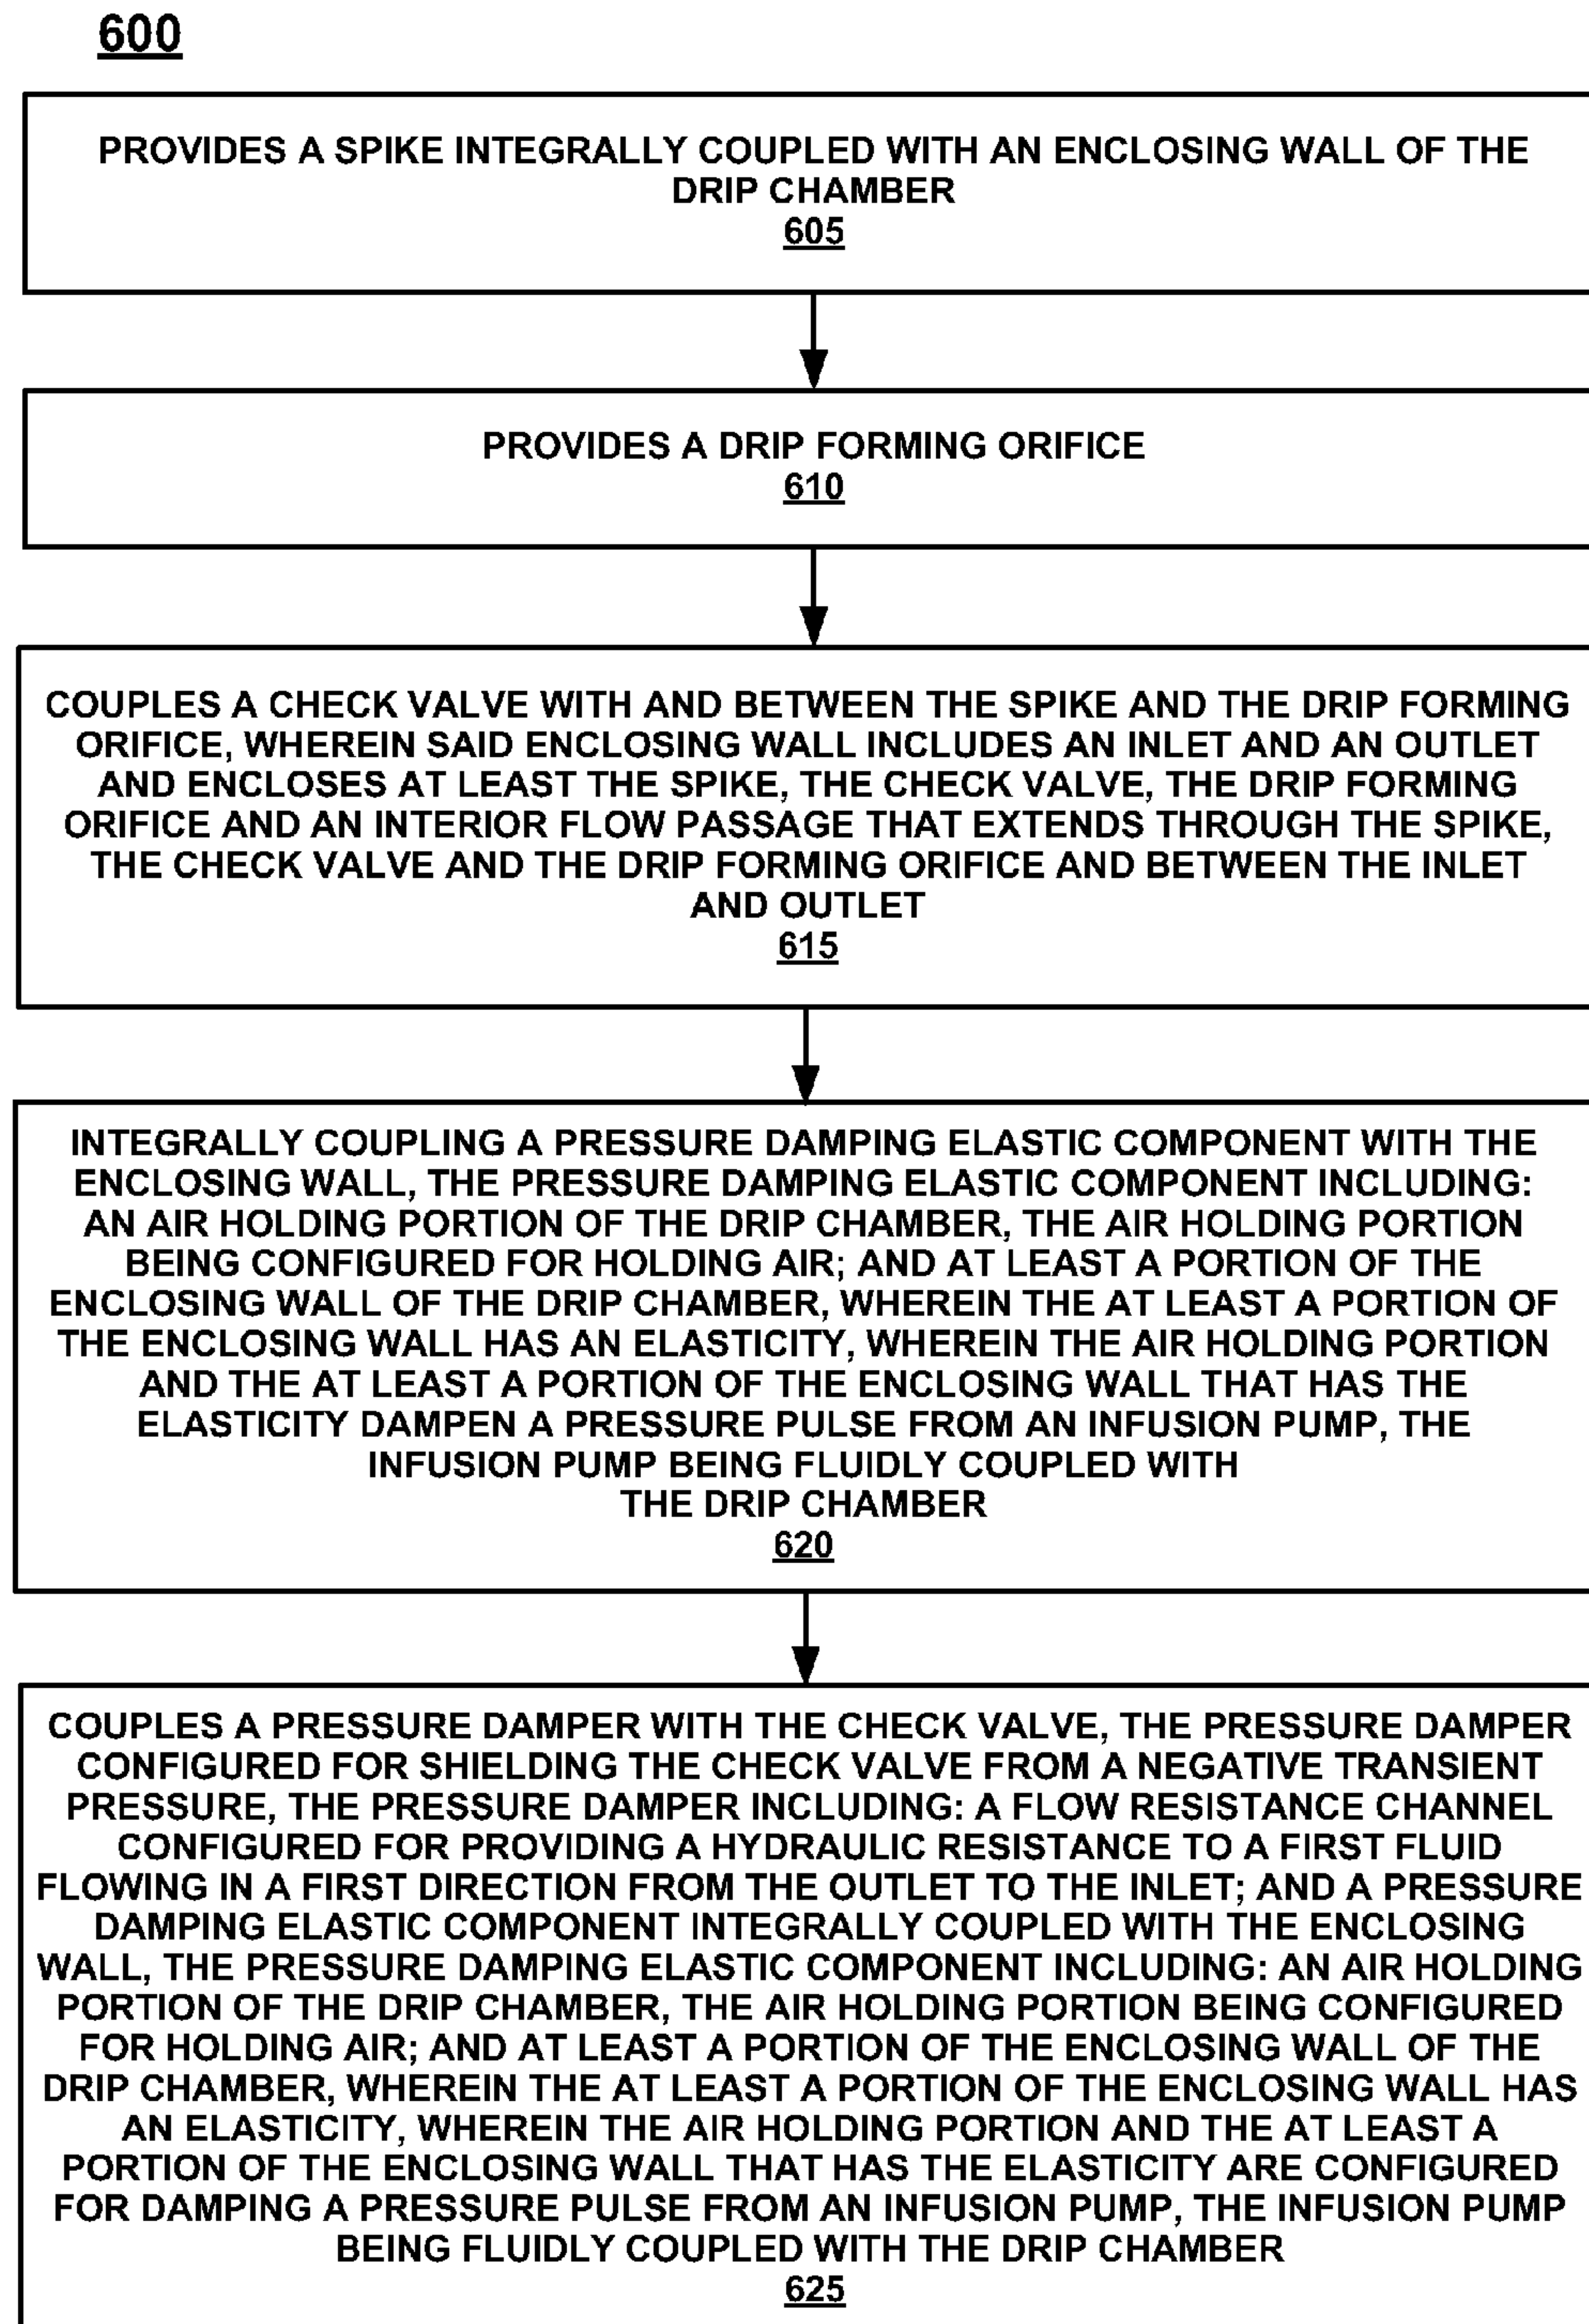 600
PROVIDES A SPIKE INTEGRALLY COUPLED WITH AN ENCLOSING WALL OF THE
DRIP CHAMBER
605
PROVIDES A DRIP FORMING ORIFICE
610
COUPLES A CHECK VALVE WITH AND BETWEEN THE SPIKE AND THE DRIP FORMING
ORIFICE, WHEREIN SAID ENCLOSING WALL INCLUDES AN INLET AND AN OUTLET
AND ENCLOSES AT LEAST THE SPIKE, THE CHECK VALVE, THE DRIP FORMING
ORIFICE AND AN INTERIOR FLOW PASSAGE THAT EXTENDS THROUGH THE SPIKE,
THE CHECK VALVE AND THE DRIP FORMING ORIFICE AND BETWEEN THE INLET
AND OUTLET
615
INTEGRALLY COUPLING A PRESSURE DAMPING ELASTIC COMPONENT WITH THE
ENCLOSING WALL, THE PRESSURE DAMPING ELASTIC COMPONENT INCLUDING:
AN AIR HOLDING PORTION OF THE DRIP CHAMBER, THE AIR HOLDING PORTION
BEING CONFIGURED FOR HOLDING AIR; AND AT LEAST A PORTION OF THE
ENCLOSING WALL OF THE DRIP CHAMBER, WHEREIN THE AT LEAST A PORTION OF
THE ENCLOSING WALL HAS AN ELASTICITY, WHEREIN THE AIR HOLDING PORTION
AND THE AT LEAST A PORTION OF THE ENCLOSING WALL THAT HAS THE
ELASTICITY DAMPEN A PRESSURE PULSE FROM AN INFUSION PUMP, THE
INFUSION PUMP BEING FLUIDLY COUPLED WITH
THE DRIP CHAMBER
620
COUPLES A PRESSURE DAMPER WITH THE CHECK VALVE, THE PRESSURE DAMPER
CONFIGURED FOR SHIELDING THE CHECK VALVE FROM A NEGATIVE TRANSIENT
PRESSURE, THE PRESSURE DAMPER INCLUDING: A FLOW RESISTANCE CHANNEL
CONFIGURED FOR PROVIDING A HYDRAULIC RESISTANCE TO A FIRST FLUID
FLOWING IN A FIRST DIRECTION FROM THE OUTLET TO THE INLET; AND A PRESSURE
DAMPING ELASTIC COMPONENT INTEGRALLY COUPLED WITH THE ENCLOSING
WALL, THE PRESSURE DAMPING ELASTIC COMPONENT INCLUDING: AN AIR HOLDING
PORTION OF THE DRIP CHAMBER, THE AIR HOLDING PORTION BEING CONFIGURED
FOR HOLDING AIR; AND AT LEAST A PORTION OF THE ENCLOSING WALL OF THE
DRIP CHAMBER, WHEREIN THE AT LEAST A PORTION OF THE ENCLOSING WALL HAS
AN ELASTICITY, WHEREIN THE AIR HOLDING PORTION AND THE AT LEAST A
PORTION OF THE ENCLOSING WALL THAT HAS THE ELASTICITY ARE CONFIGURED
FOR DAMPING A PRESSURE PULSE FROM AN INFUSION PUMP, THE INFUSION PUMP
BEING FLUIDLY COUPLED WITH THE DRIP CHAMBER
625